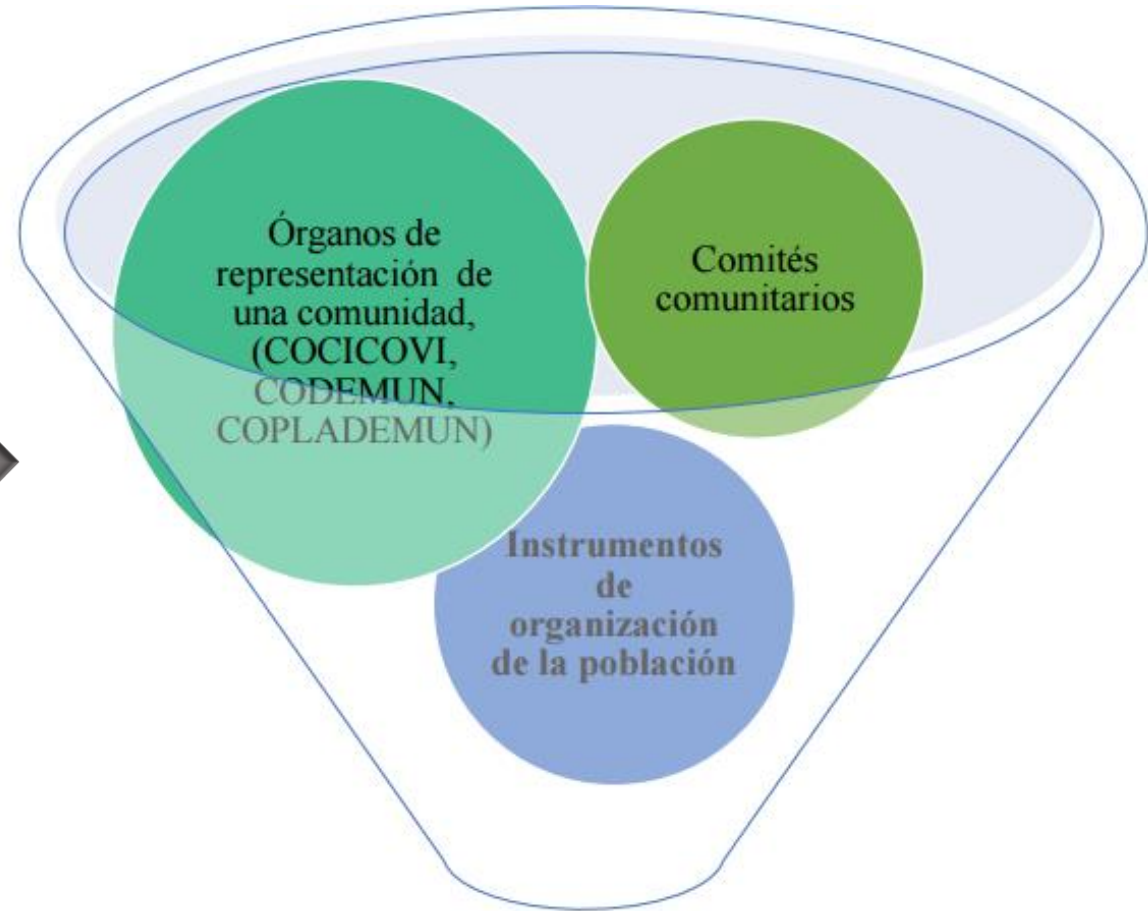 Órganos de
representación de
una comunidad,
(COCICOVI,
CODEMUN,
COPLADEMUN)
Comités
comunitarios
Instrumentos
de
organización
de la población